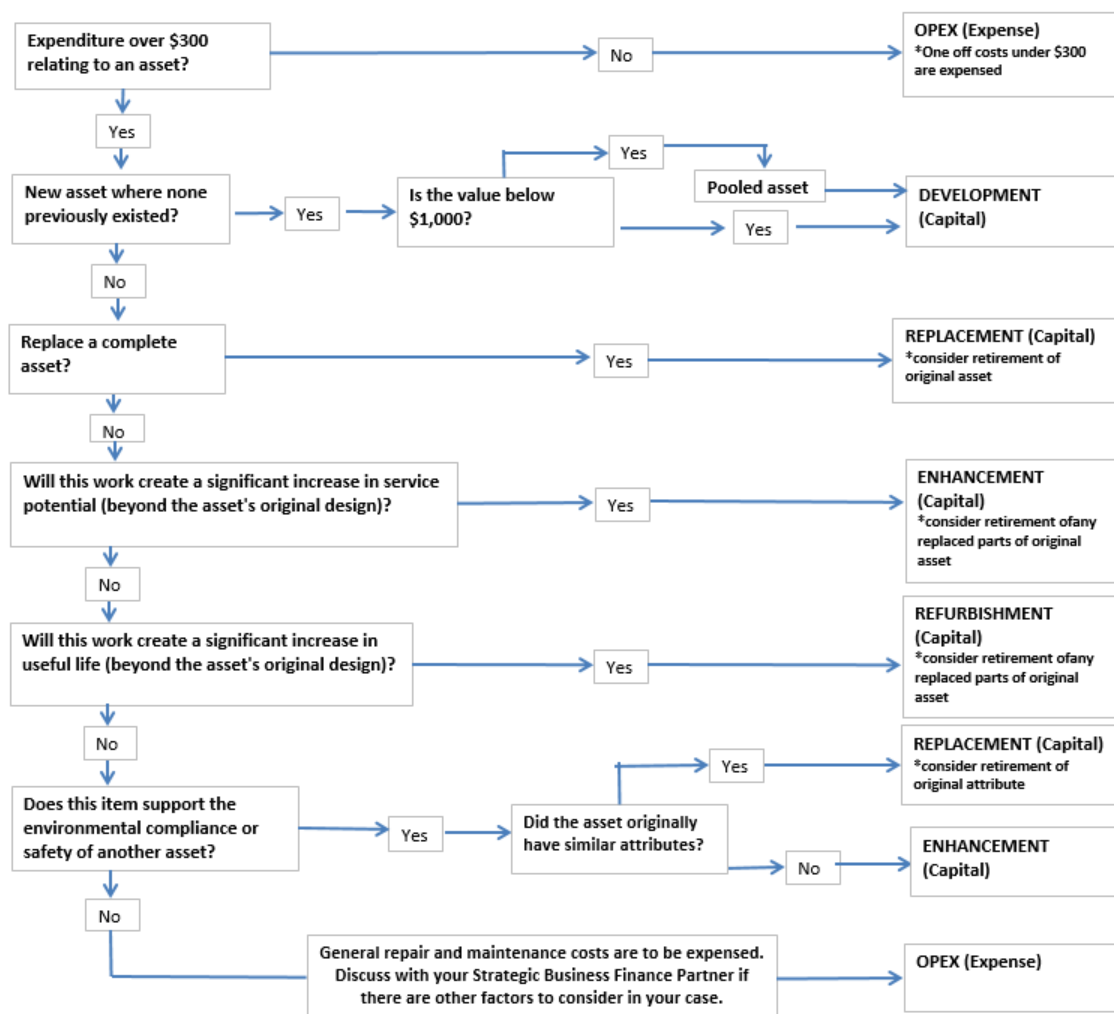 Expenditure over $300
relating to an asset?
No
OPEX (Expense)
*One off costs under $300
are expensed
Yes
New asset where none
previously existed?
Yes
Is the value below
$1,000?
Yes
Pooled asset
Yes
DEVELOPMENT
(Capital)
No
Replace a complete
asset?
Yes
REPLACEMENT (Capital)
*consider retirement of
original asset
No
Will this work create a significant increase in service
potential (beyond the asset's original design)?
Yes
ENHANCEMENT
(Capital)
*consider retirement ofany
replaced parts of original
asset
No
Will this work create a significant increase in
useful life (beyond the asset's original design)?
Yes
REFURBISHMENT
(Capital)
*consider retirement ofany
replaced parts of original
asset
No
Does this item support the
environmental compliance or
safety of another asset?
Yes
Did the asset originally
have similar attributes?
Yes
REPLACEMENT (Capital)
*consider retirement of
original attribute
No
ENHANCEMENT
(Capital)
No
General repair and maintenance costs are to be expensed.
Discuss with your Strategic Business Finance Partner if
there are other factors to consider in your case.
OPEX (Expense)